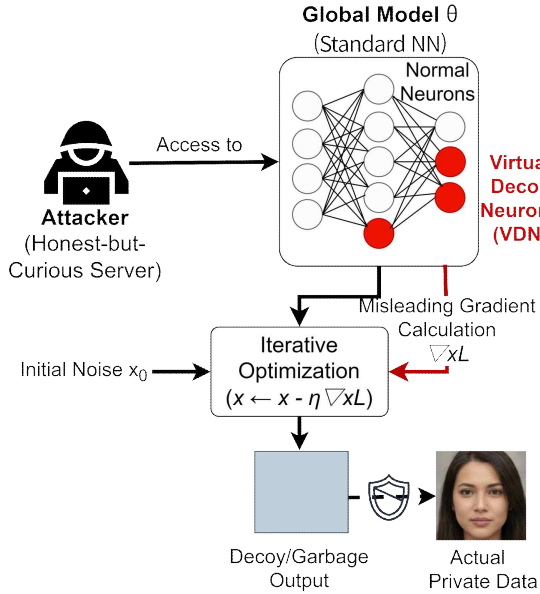 Global Model θ
(Standard NN)
Normal
Neurons
Access to
Attacker
(Honest-but-
Curious Server)
Virtua
Deco
Neuron
(VDN
Misleading Gradient
Calculation
▽xL
Initial Noise x₀
Iterative
Optimization
(x ← x - η ▽xL)
Decoy/Garbage
Output
Actual
Private Data